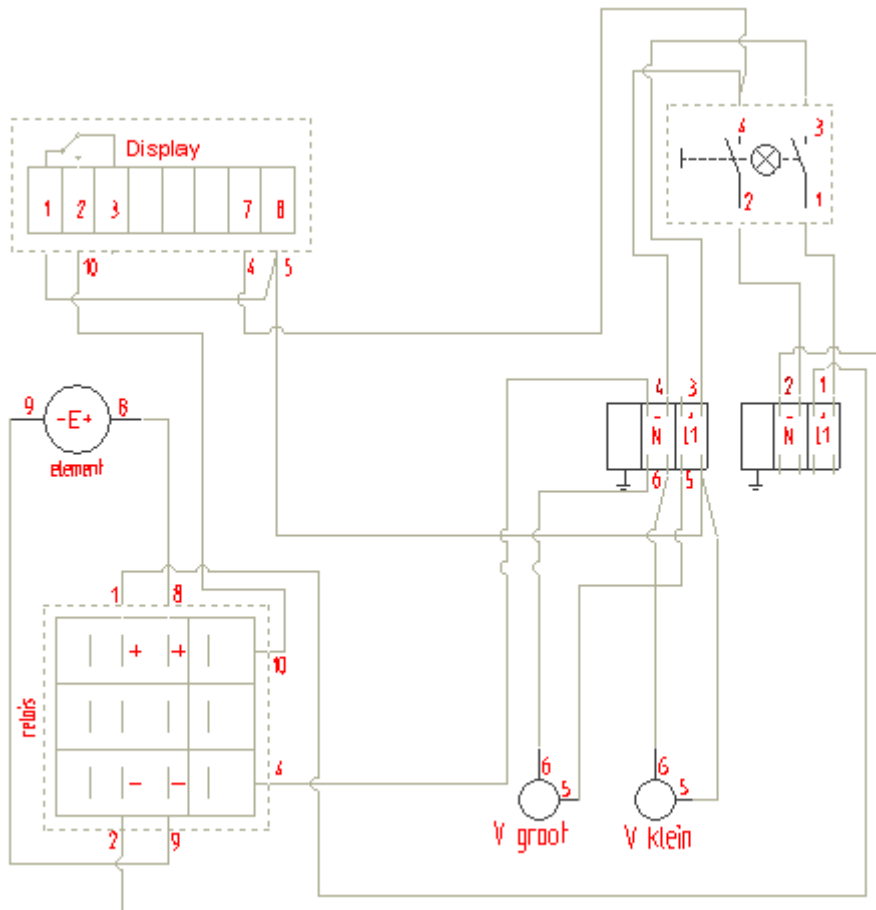 4 3
Display
1 2 3 7 8
2 1
10 4 5
9 -E+ 8
element
4 3
2 1
- +
N L1
- +
N L1
6 5
1 8
+ +
10
relais
4
- -
2 9
6 5
V groot
6 5
V klein